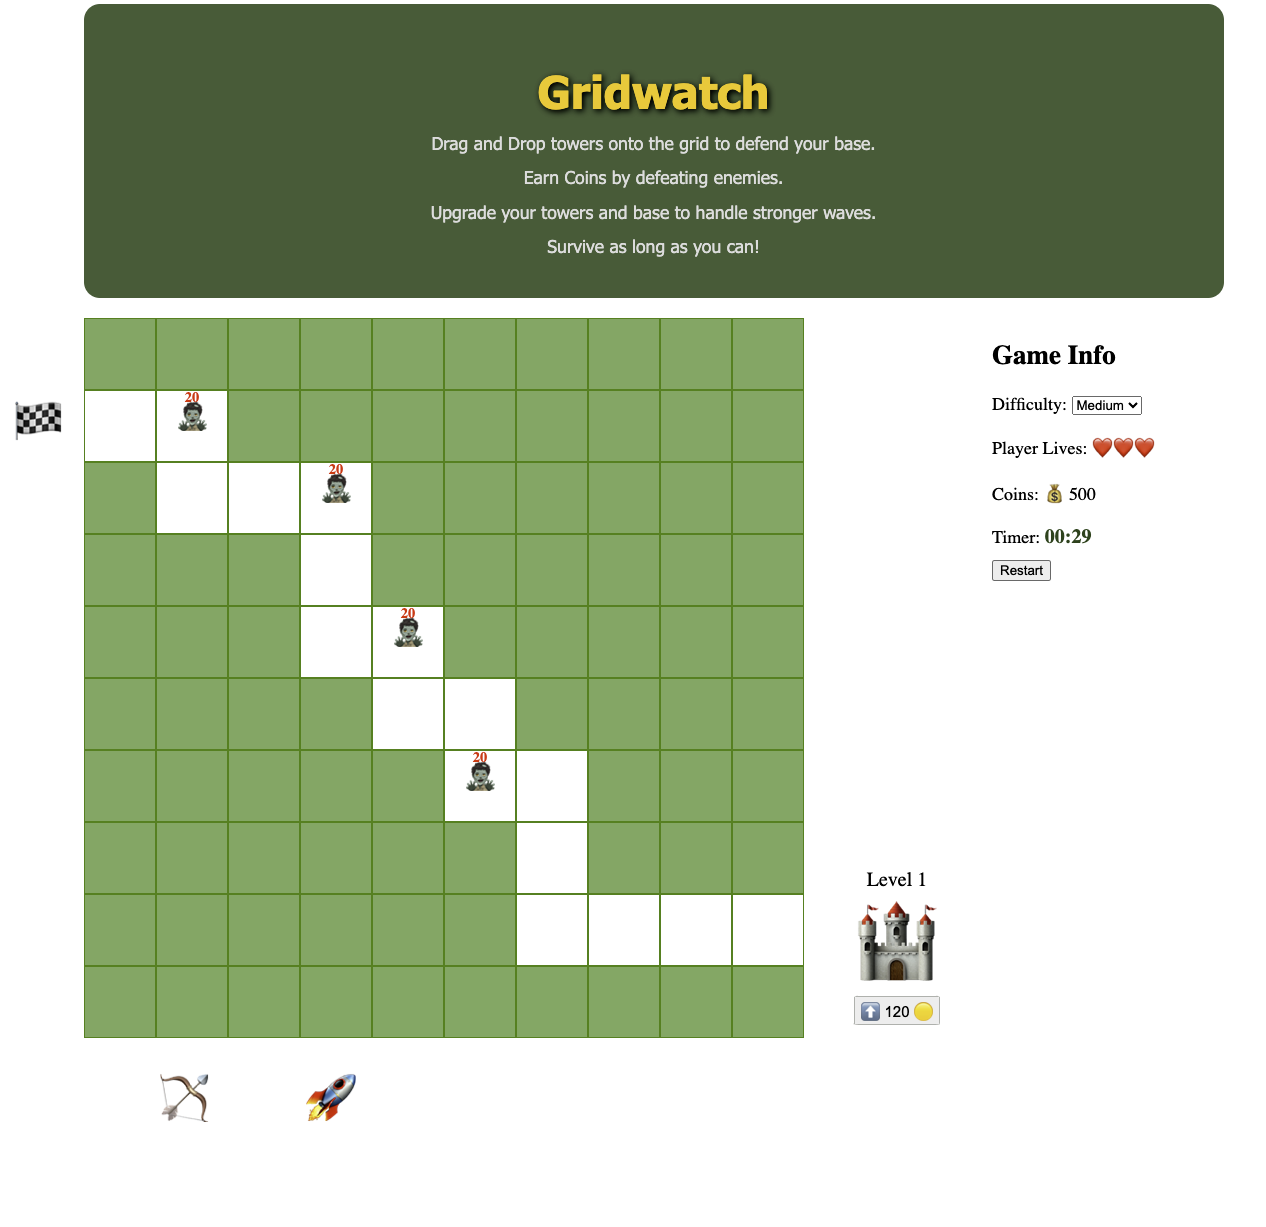 Gridwatch
Drag and Drop towers onto the grid to defend your base.
Earn Coins by defeating enemies.
Upgrade your towers and base to handle stronger waves.
Survive as long as you can!
Game Info
Difficulty: Medium
Player Lives: ❤️❤️❤️
Coins: 💰 500
Timer: 00:29
Restart
20
20
20
20
Level 1
⬆️ 120 🟡